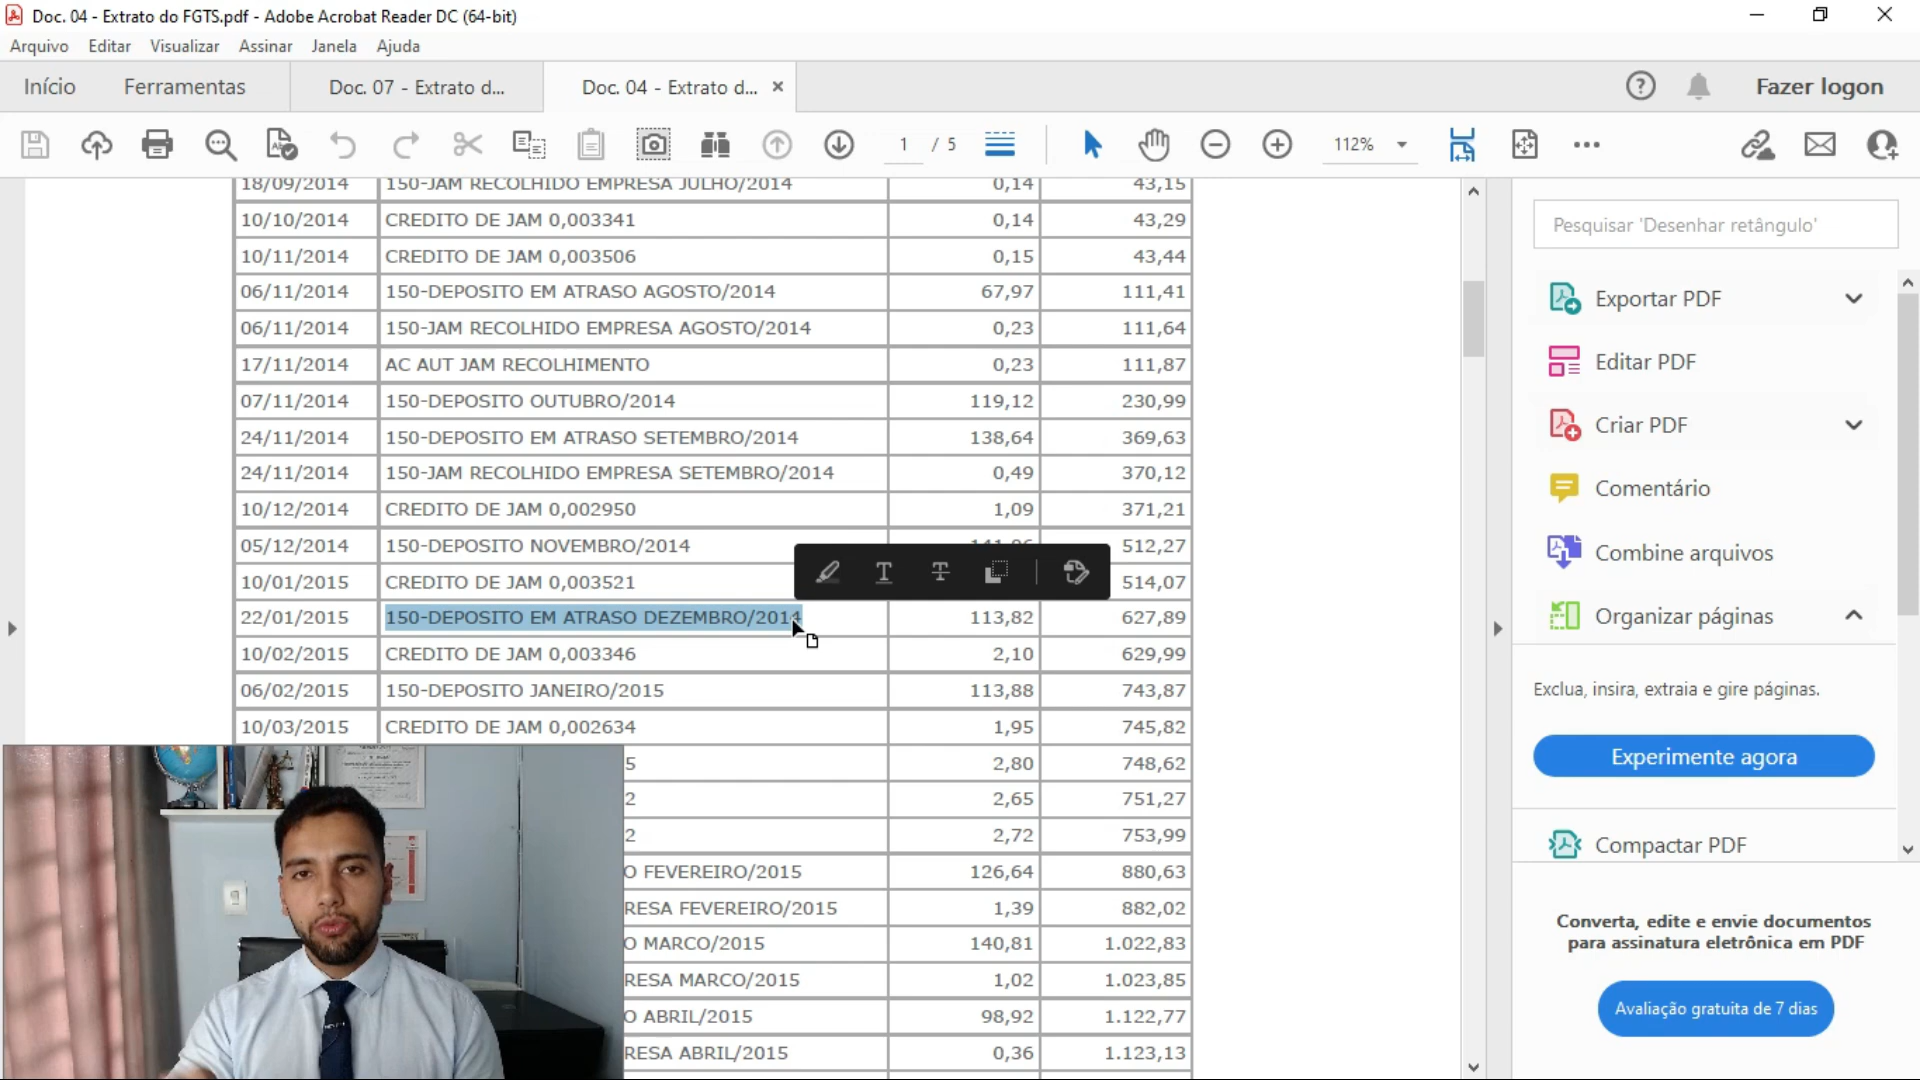 Doc. 04 - Extrato do FGTS.pdf - Adobe Acrobat Reader DC (64-bit)
Arquivo Editar Visualizar Assinar Janela Ajuda
Início Ferramentas Doc. 07 - Extrato d... Doc. 04 - Extrato d... Fazer logon
1 / 5 112%
18/09/2014 150-JAM RECOLHIDO EMPRESA JULHO/2014 0,14 43,15
10/10/2014 CREDITO DE JAM 0,003341 0,14 43,29
10/11/2014 CREDITO DE JAM 0,003506 0,15 43,44
06/11/2014 150-DEPOSITO EM ATRASO AGOSTO/2014 67,97 111,41
06/11/2014 150-JAM RECOLHIDO EMPRESA AGOSTO/2014 0,23 111,64
17/11/2014 AC AUT JAM RECOLHIMENTO 0,23 111,87
07/11/2014 150-DEPOSITO OUTUBRO/2014 119,12 230,99
24/11/2014 150-DEPOSITO EM ATRASO SETEMBRO/2014 138,64 369,63
24/11/2014 150-JAM RECOLHIDO EMPRESA SETEMBRO/2014 0,49 370,12
10/12/2014 CREDITO DE JAM 0,002950 1,09 371,21
05/12/2014 150-DEPOSITO NOVEMBRO/2014 512,27
10/01/2015 CREDITO DE JAM 0,003521 514,07
22/01/2015 150-DEPOSITO EM ATRASO DEZEMBRO/2014 113,82 627,89
10/02/2015 CREDITO DE JAM 0,003346 2,10 629,99
06/02/2015 150-DEPOSITO JANEIRO/2015 113,88 743,87
10/03/2015 CREDITO DE JAM 0,002634 1,95 745,82
5 2,80 748,62
2 2,65 751,27
2 2,72 753,99
O FEVEREIRO/2015 126,64 880,63
RESA FEVEREIRO/2015 1,39 882,02
O MARCO/2015 140,81 1.022,83
RESA MARCO/2015 1,02 1.023,85
O ABRIL/2015 98,92 1.122,77
RESA ABRIL/2015 0,36 1.123,13
Pesquisar 'Desenhar retângulo'
Exportar PDF
Editar PDF
Criar PDF
Comentário
Combine arquivos
Organizar páginas
Exclua, insira, extraia e gire páginas.
Experimente agora
Compactar PDF
Converta, edite e envie documentos
para assinatura eletrônica em PDF
Avaliação gratuita de 7 dias